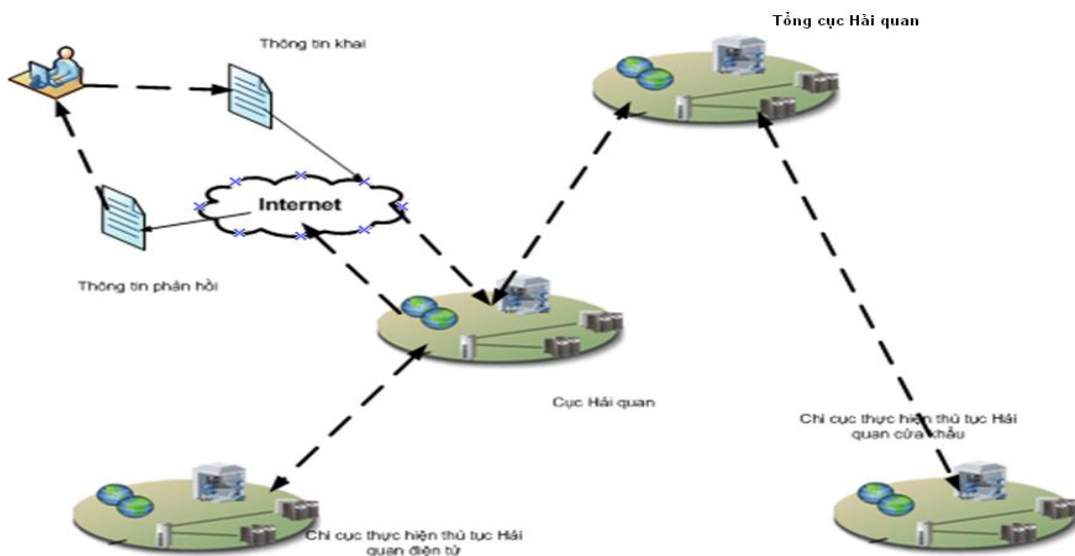 Tổng cục Hải quan
Thông tin khai
Internet
Thông tin phản hồi
Cục Hải quan
Chi cục thực hiện thủ tục Hải
quan cửa khẩu
Chi cục thực hiện thủ tục Hải
quan điện tử